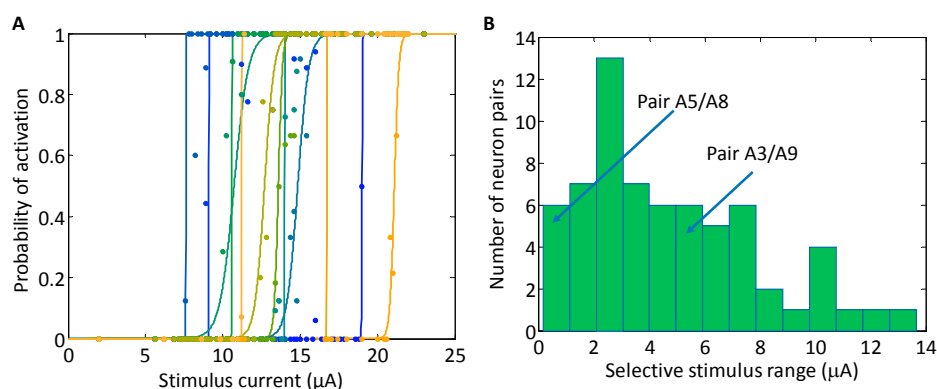 A
Probability of activation
1
0.8
0.6
0.4
0.2
0
0 5 10 15 20 25
Stimulus current (µA)
B
Number of neuron pairs
14
12
10
8
6
4
2
0
Pair A5/A8
Pair A3/A9
0 2 4 6 8 10 12 14
Selective stimulus range (µA)